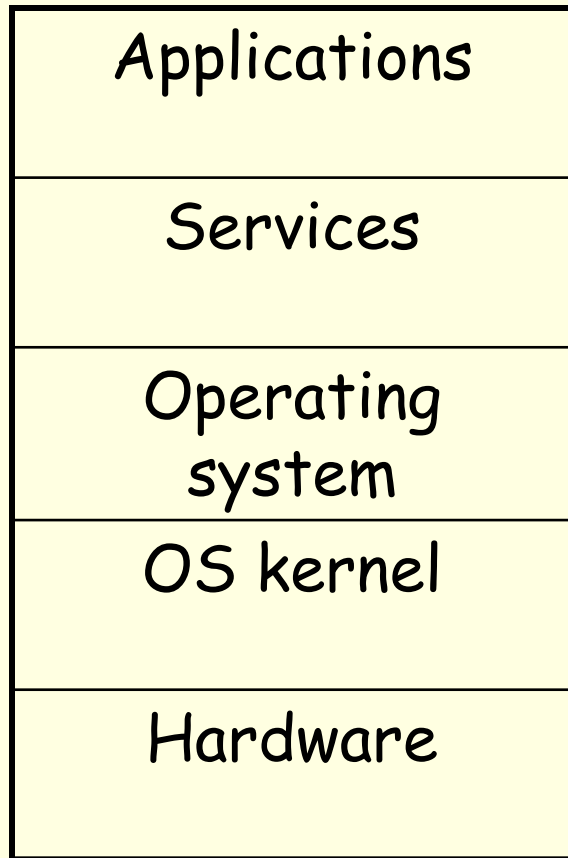 Applications
Services
Operating
system
OS kernel
Hardware